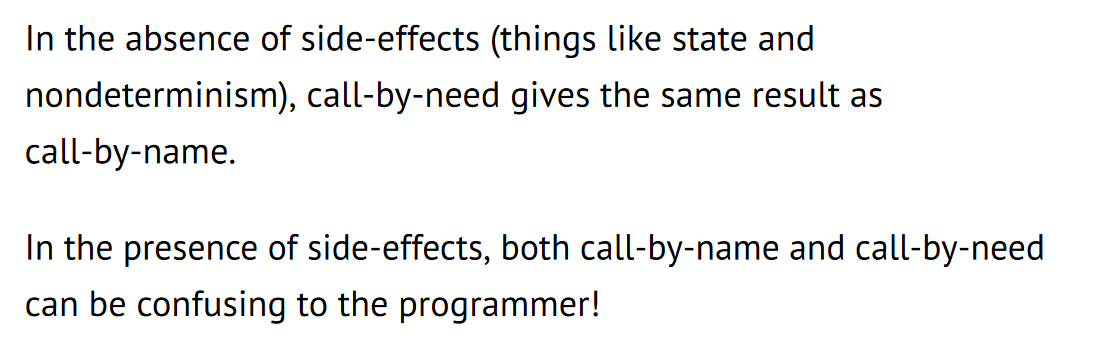 In the absence of side-effects (things like state and
nondeterminism), call-by-need gives the same result as
call-by-name.
In the presence of side-effects, both call-by-name and call-by-need
can be confusing to the programmer!